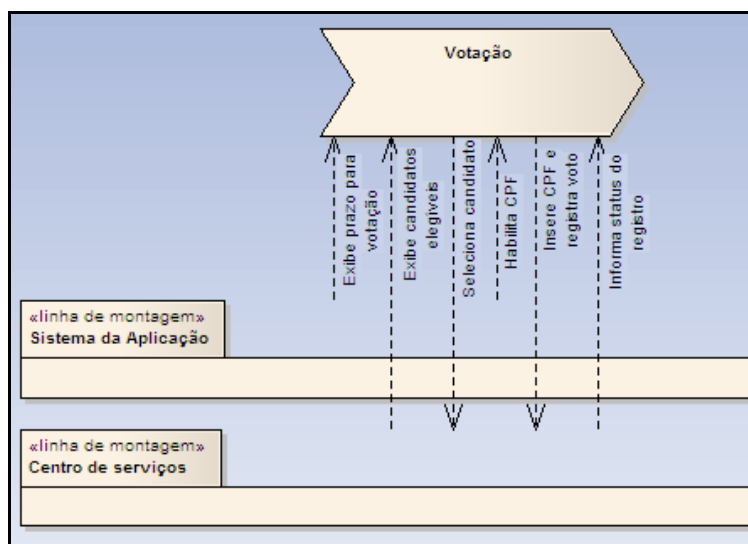 Votação
Exibe prazo para
votação
Exibe candidatos
elegíveis
Seleciona candidato
Habilita CPF
Insere CPF e
registra voto
Informa status do
registro
«linha de montagem»
Sistema da Aplicação
«linha de montagem»
Centro de serviços